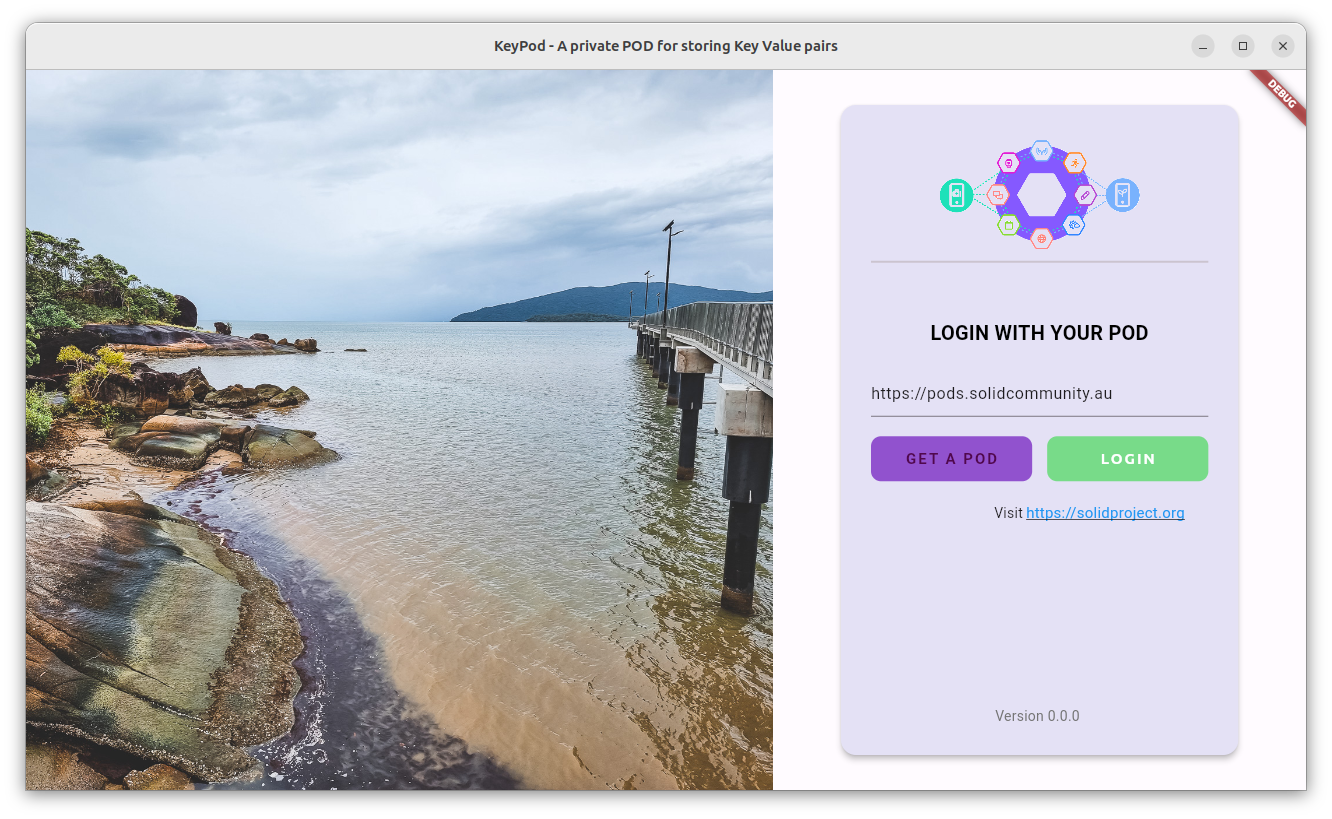 KeyPod - A private POD for storing Key Value pairs
DEBUG
LOGIN WITH YOUR POD
https://pods.solidcommunity.au
GET A POD
LOGIN
Visit https://solidproject.org
Version 0.0.0